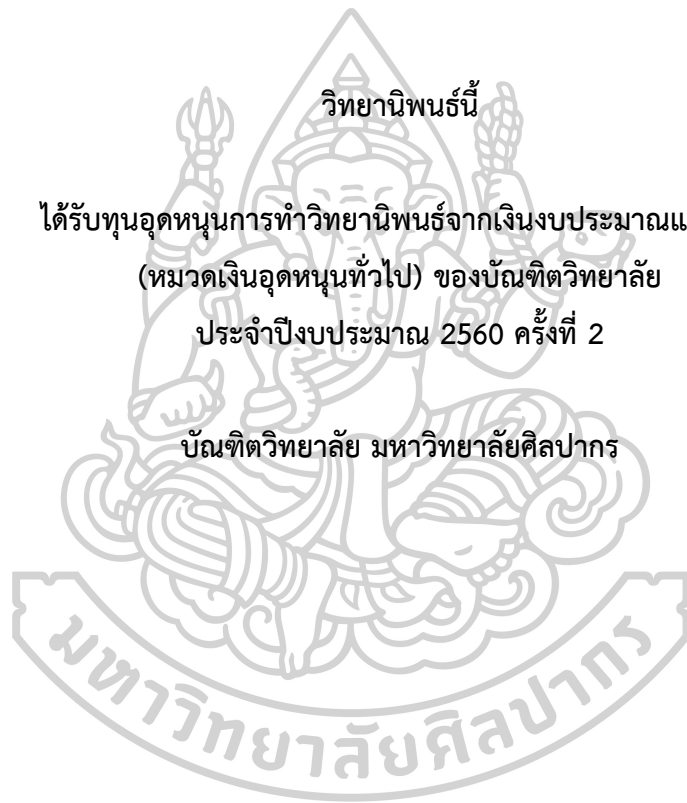 วิทยานิพนธ์นี้
ได้รับทุนอุดหนุนการทำวิทยานิพนธ์จากเงินงบประมาณแ
(หมวดเงินอุดหนุนทั่วไป) ของบัณฑิตวิทยาลัย
ประจำปีงบประมาณ 2560 ครั้งที่ 2
บัณฑิตวิทยาลัย มหาวิทยาลัยศิลปากร
มหาวิทยาลัยศิลปากร